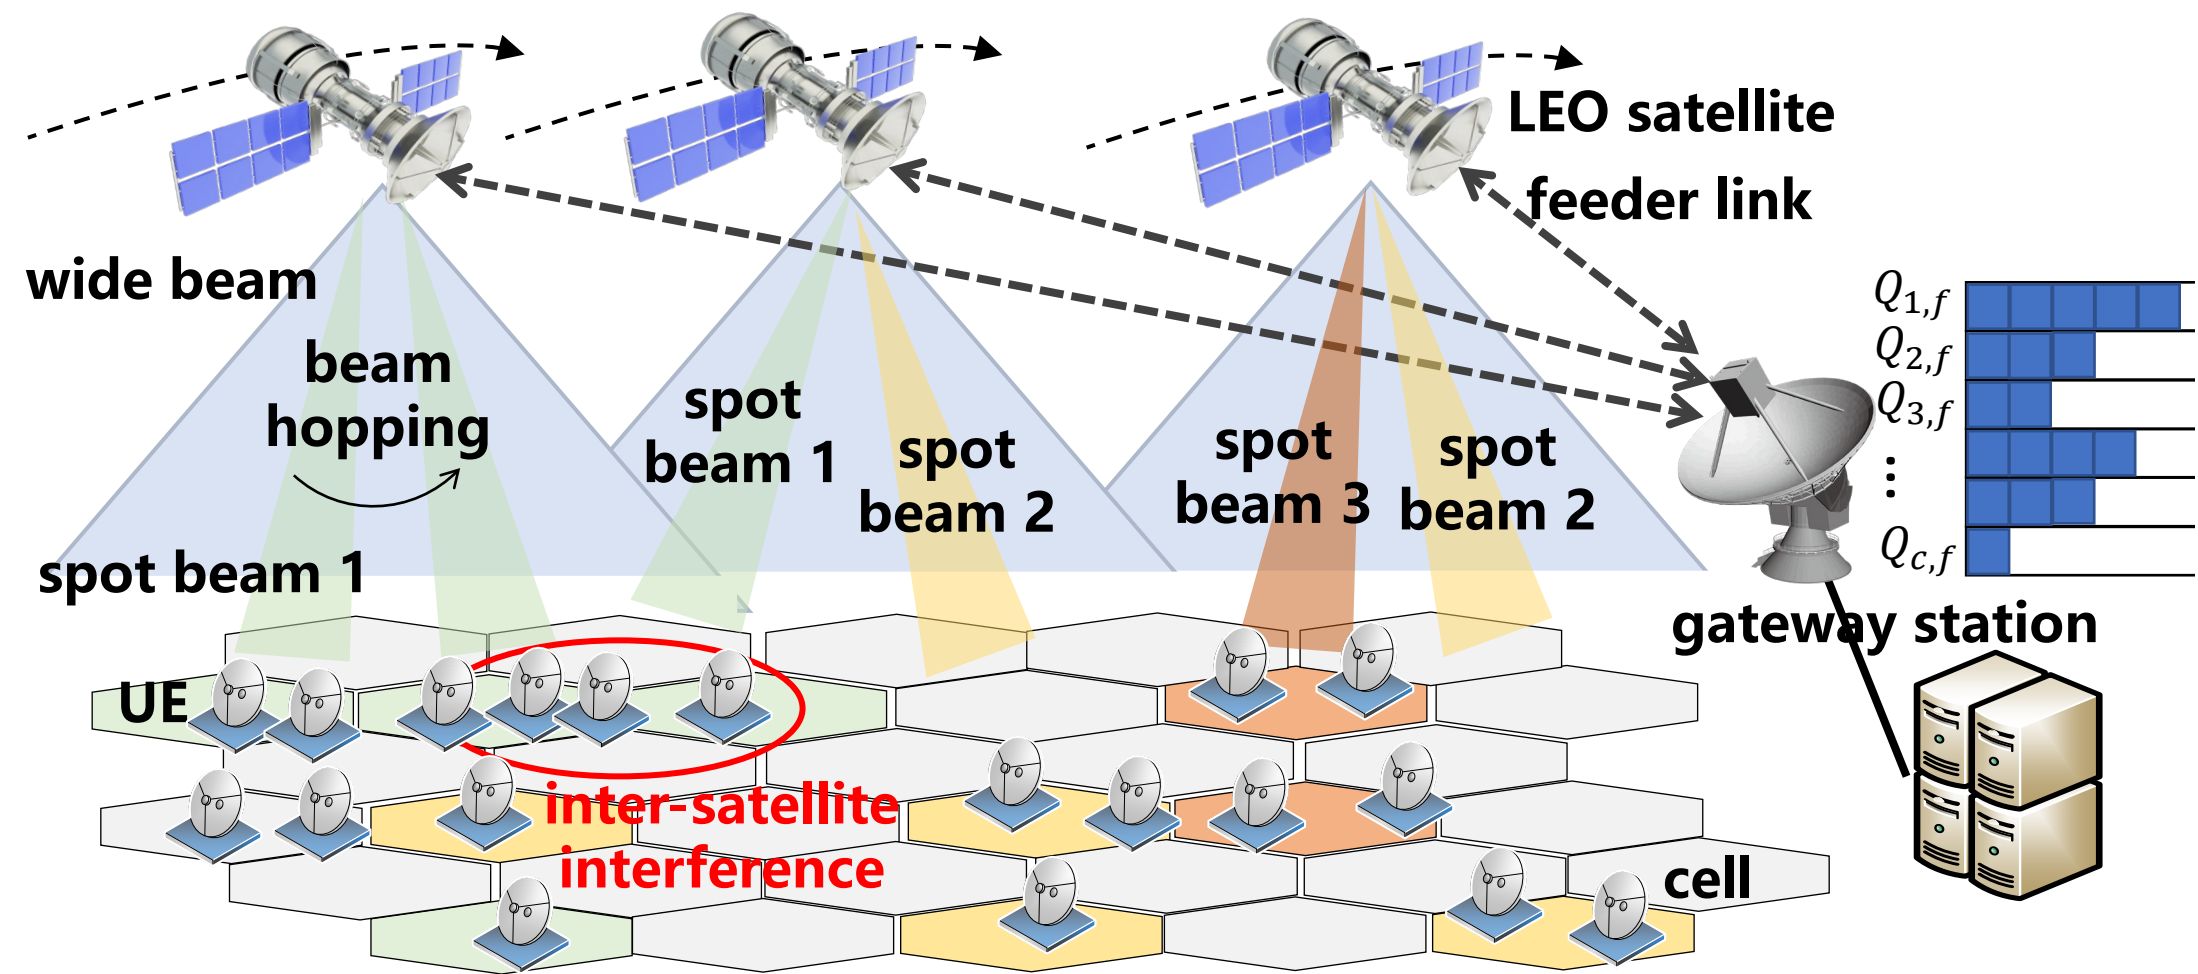 LEO satellite
feeder link
wide beam
beam
hopping
spot
beam 1
spot
beam 2
spot
beam 3
spot
beam 2
spot beam 1
Q1,f
Q2,f
Q3,f
⋮
Qc,f
gateway station
UE
inter-satellite
interference
cell